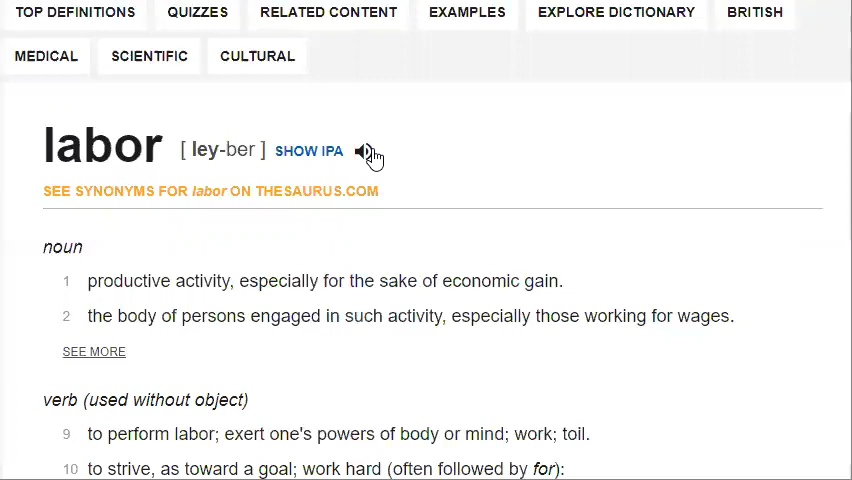 TOP DEFINITIONS QUIZZES RELATED CONTENT EXAMPLES EXPLORE DICTIONARY BRITISH
MEDICAL SCIENTIFIC CULTURAL
labor [ ley-ber ] SHOW IPA
SEE SYNONYMS FOR labor ON THESAURUS.COM
noun
1 productive activity, especially for the sake of economic gain.
2 the body of persons engaged in such activity, especially those working for wages.
SEE MORE
verb (used without object)
9 to perform labor; exert one's powers of body or mind; work; toil.
10 to strive, as toward a goal; work hard (often followed by for):